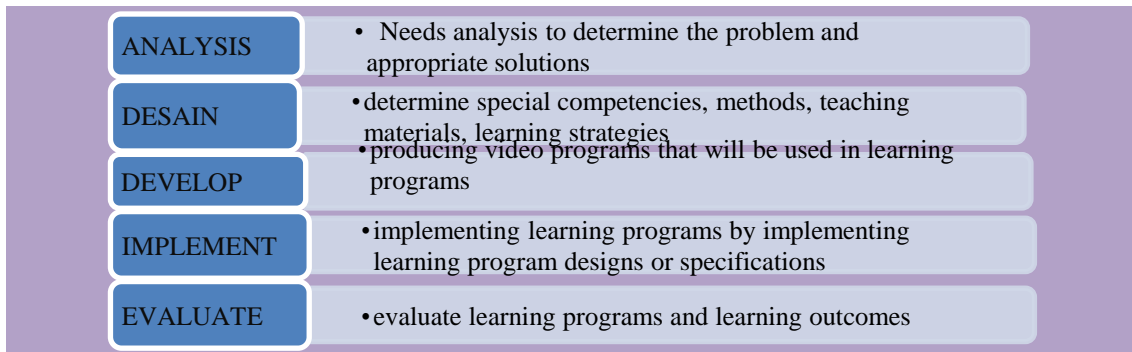 ANALYSIS
• Needs analysis to determine the problem and
appropriate solutions
DESAIN
•determine special competencies, methods, teaching
materials, learning strategies
DEVELOP
•producing video programs that will be used in learning
programs
IMPLEMENT
•implementing learning programs by implementing
learning program designs or specifications
EVALUATE
•evaluate learning programs and learning outcomes